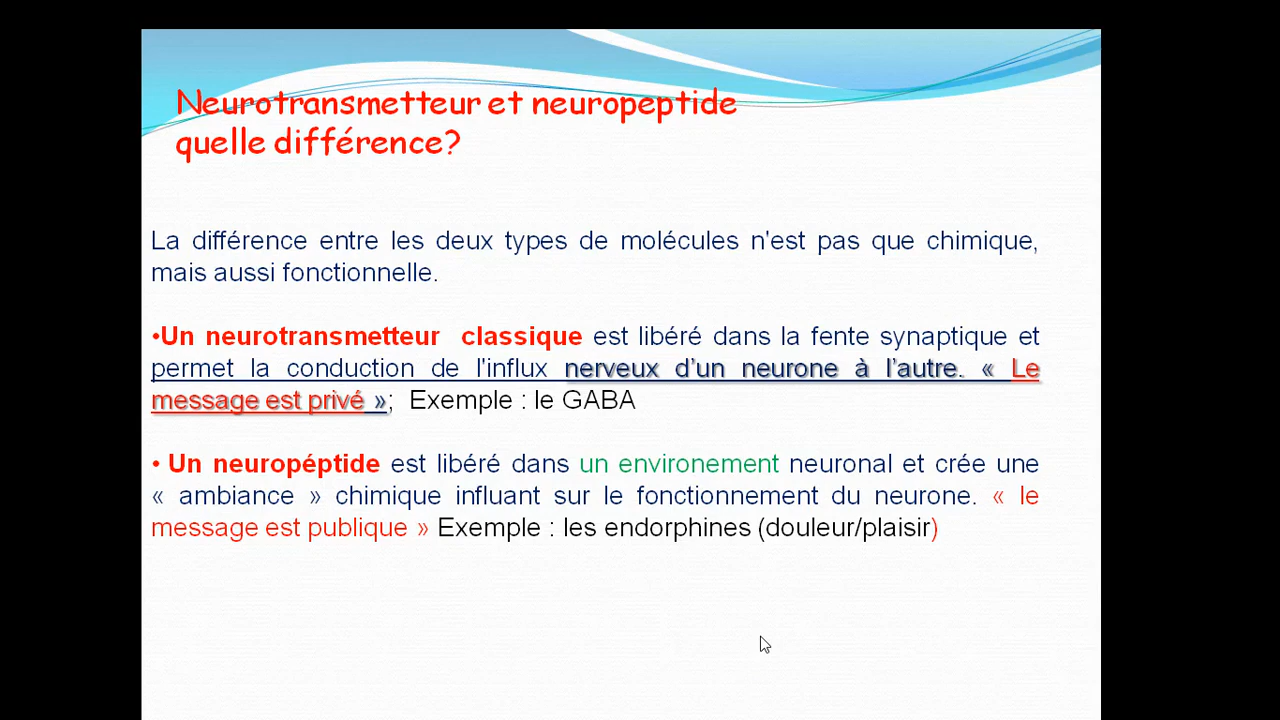 Neurotransmetteur et neuropeptide
quelle différence?
La différence entre les deux types de molécules n'est pas que chimique,
mais aussi fonctionnelle.
•Un neurotransmetteur classique est libéré dans la fente synaptique et
permet la conduction de l'influx nerveux d’un neurone à l’autre. « Le
message est privé »; Exemple : le GABA
• Un neuropéptide est libéré dans un environement neuronal et crée une
« ambiance » chimique influant sur le fonctionnement du neurone. « le
message est publique » Exemple : les endorphines (douleur/plaisir)